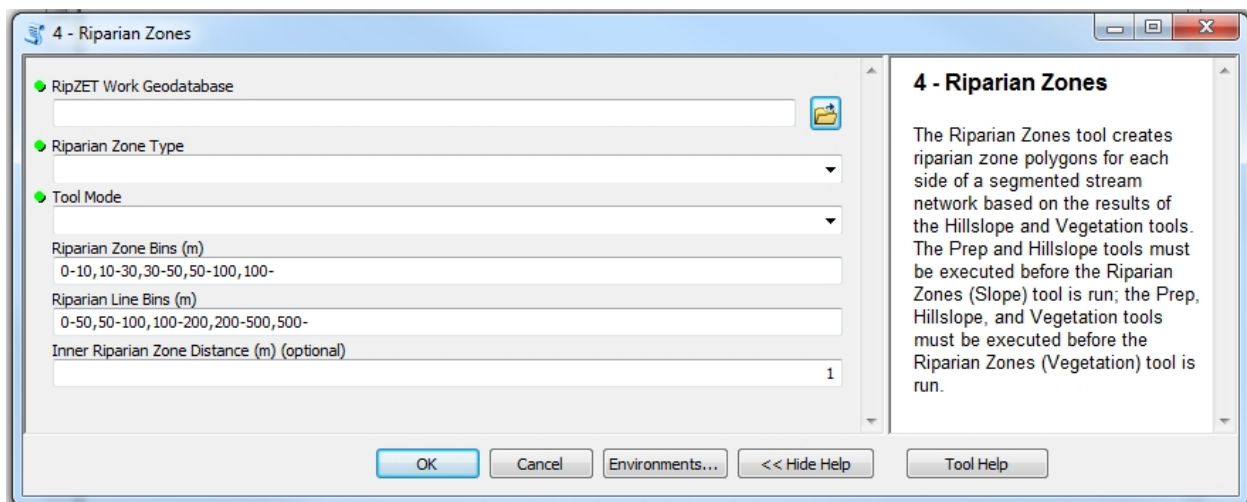 4 - Riparian Zones
RipZET Work Geodatabase
Riparian Zone Type
Tool Mode
Riparian Zone Bins (m)
0-10,10-30,30-50,50-100,100-
Riparian Line Bins (m)
0-50,50-100,100-200,200-500,500-
Inner Riparian Zone Distance (m) (optional)
1
OK
Cancel
Environments...
<< Hide Help
4 - Riparian Zones
The Riparian Zones tool creates
riparian zone polygons for each
side of a segmented stream
network based on the results of
the Hillslope and Vegetation tools.
The Prep and Hillslope tools must
be executed before the Riparian
Zones (Slope) tool is run; the Prep,
Hillslope, and Vegetation tools
must be executed before the
Riparian Zones (Vegetation) tool is
run.
Tool Help